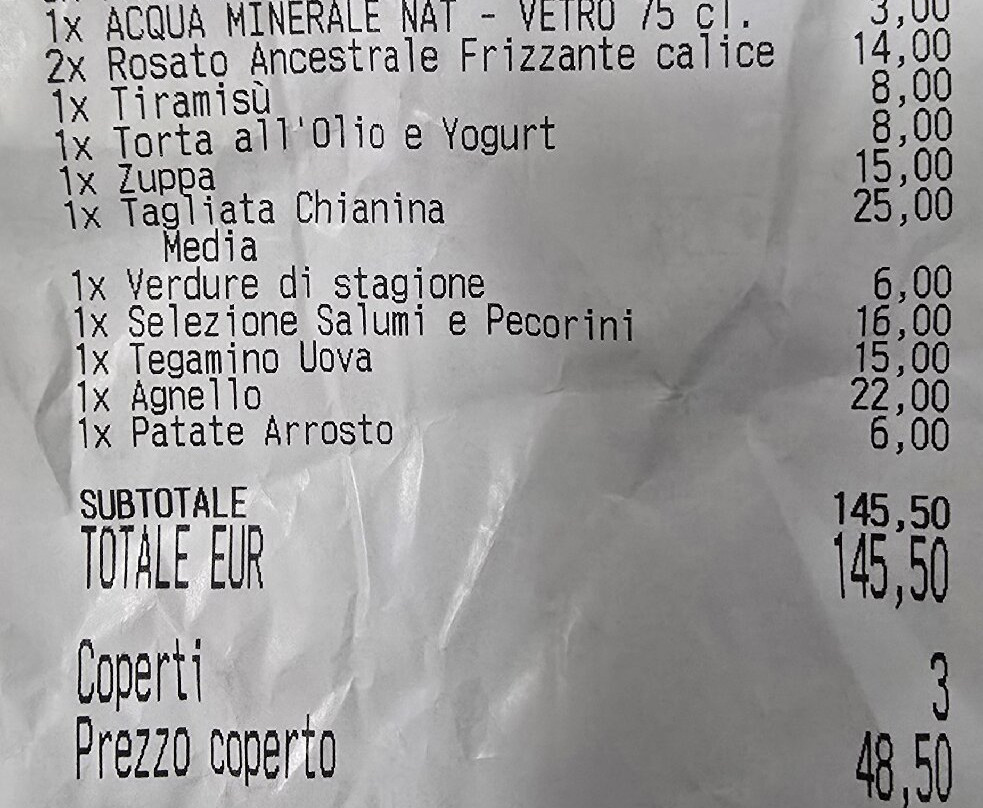 1x ACQUA MINERALE NAT - VETRO 75 cl. 3,00
2x Rosato Ancestrale Frizzante calice 14,00
1x Tiramisù 8,00
1x Torta all'Olio e Yogurt 8,00
1x Zuppa 15,00
1x Tagliata Chianina 25,00
Media
1x Verdure di stagione 6,00
1x Selezione Salumi e Pecorini 16,00
1x Tegamino Uova 15,00
1x Agnello 22,00
1x Patate Arrosto 6,00
SUBTOTALE 145,50
TOTALE EUR 145,50
Coperti 3
Prezzo coperto 48,50